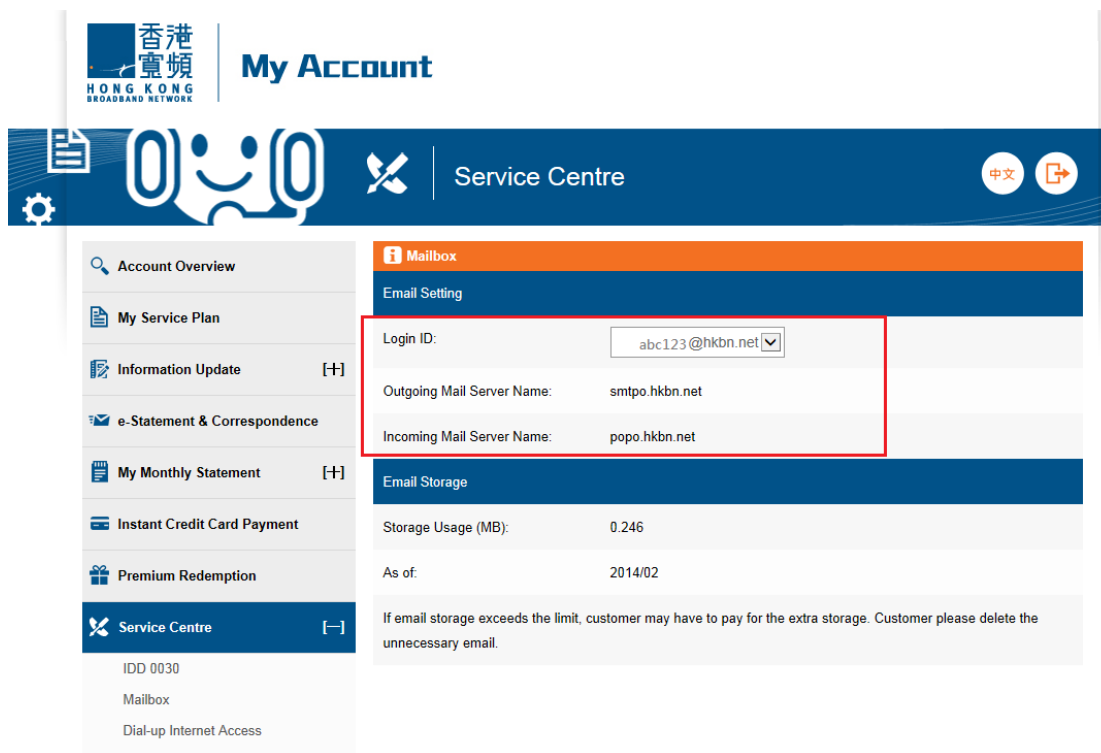 香港
寬頻
HONG KONG
BROADBAND NETWORK
My Account
Service Centre
中文
Account Overview
My Service Plan
Information Update [+]
e-Statement & Correspondence
My Monthly Statement [+]
Instant Credit Card Payment
Premium Redemption
Service Centre [—]
IDD 0030
Mailbox
Dial-up Internet Access
i Mailbox
Email Setting
Login ID: abc123@hkbn.net
Outgoing Mail Server Name: smtpo.hkbn.net
Incoming Mail Server Name: popo.hkbn.net
Email Storage
Storage Usage (MB): 0.246
As of: 2014/02
If email storage exceeds the limit, customer may have to pay for the extra storage. Customer please delete the
unnecessary email.